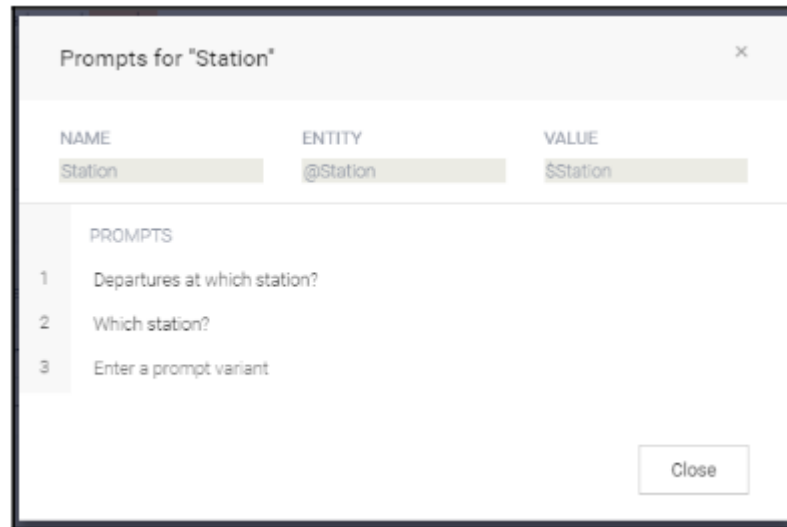 Prompts for "Station"
×
NAME ENTITY VALUE
Station @Station $Station
PROMPTS
1 Departures at which station?
2 Which station?
3 Enter a prompt variant
Close